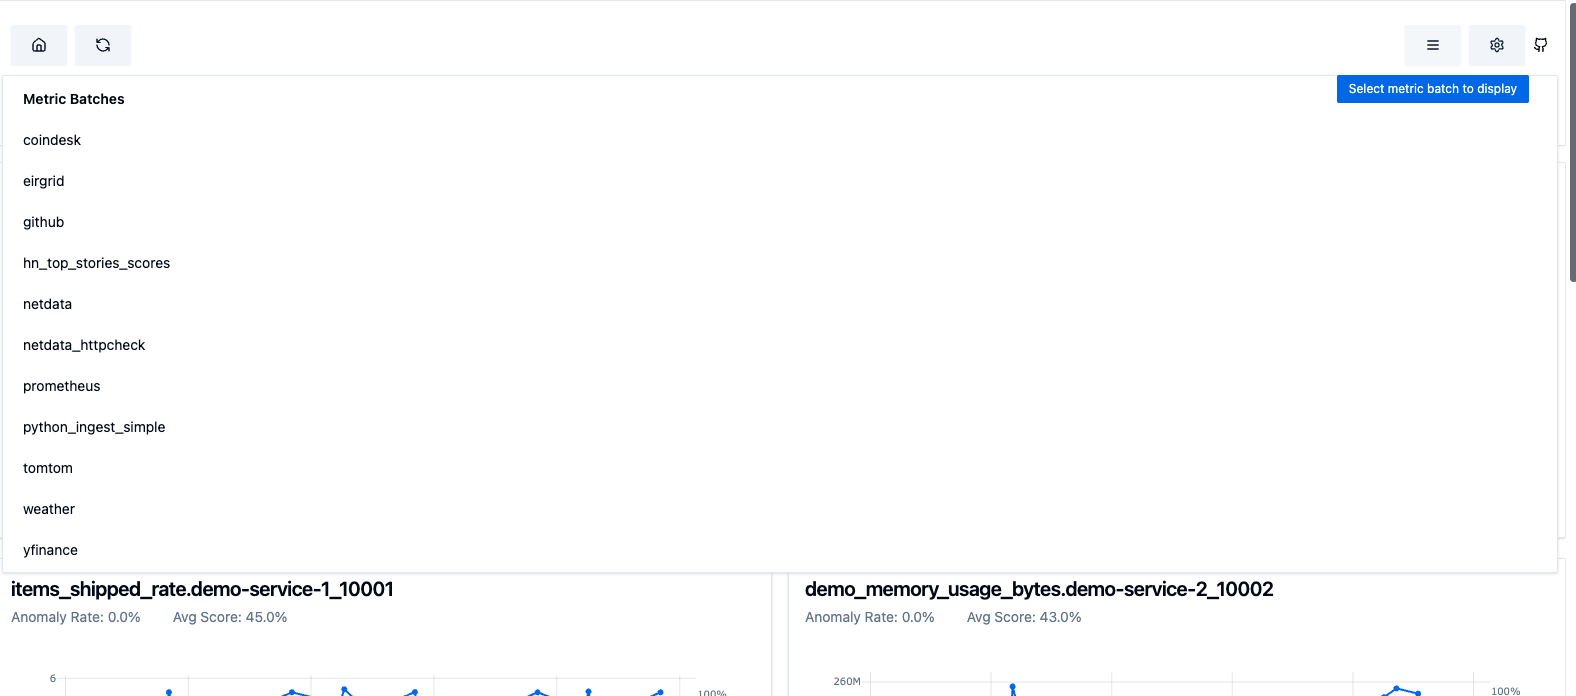 Select metric batch to display
Metric Batches
coindesk
eirgrid
github
hn_top_stories_scores
netdata
netdata_httpcheck
prometheus
python_ingest_simple
tomtom
weather
yfinance
items_shipped_rate.demo-service-1_10001
Anomaly Rate: 0.0% Avg Score: 45.0%
6
100%
demo_memory_usage_bytes.demo-service-2_10002
Anomaly Rate: 0.0% Avg Score: 43.0%
260M
100%